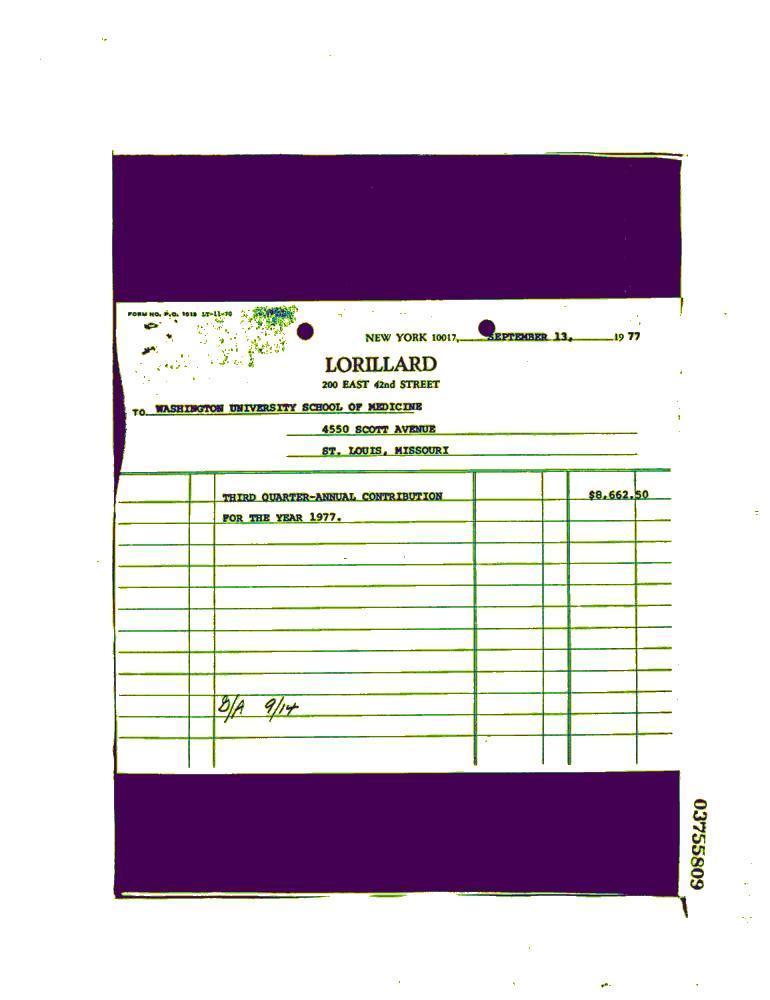 FORM NO. P.O. 1018 LT-11-70
NEW YORK 10017, SEPTEMBER 13, 19 77
LORILLARD
200 EAST 42nd STREET
TO WASHINGTON UNIVERSITY SCHOOL OF MEDICINE
4550 SCOTT AVENUE
ST. LOUIS, MISSOURI
THIRD QUARTER-ANNUAL CONTRIBUTION $8,662.50
FOR THE YEAR 1977.
D/A 9/14
03755809